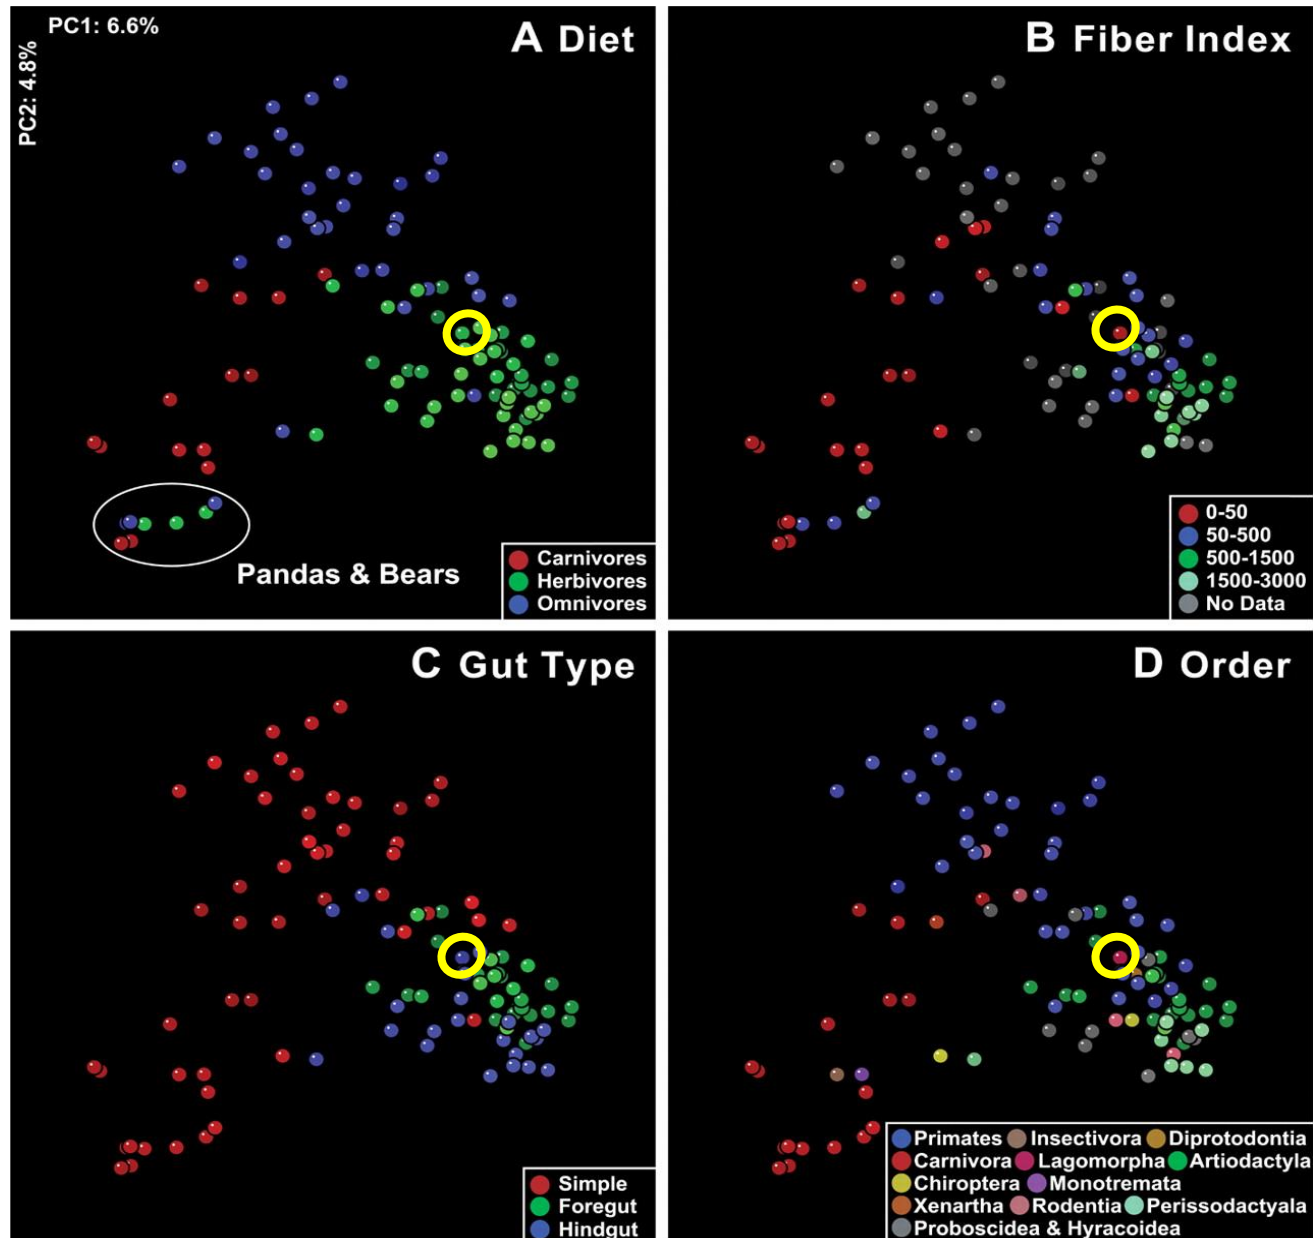 PC1: 6.6%
PC2: 4.8%
A Diet
Pandas & Bears
Carnivores
Herbivores
Omnivores
B Fiber Index
0-50
50-500
500-1500
1500-3000
No Data
C Gut Type
Simple
Foregut
Hindgut
D Order
Primates Insectivora Diprotodontia
Carnivora Lagomorpha Artiodactyla
Chiroptera Monotremata
Xenartha Rodentia Perissodactyala
Proboscidea & Hyracoidea